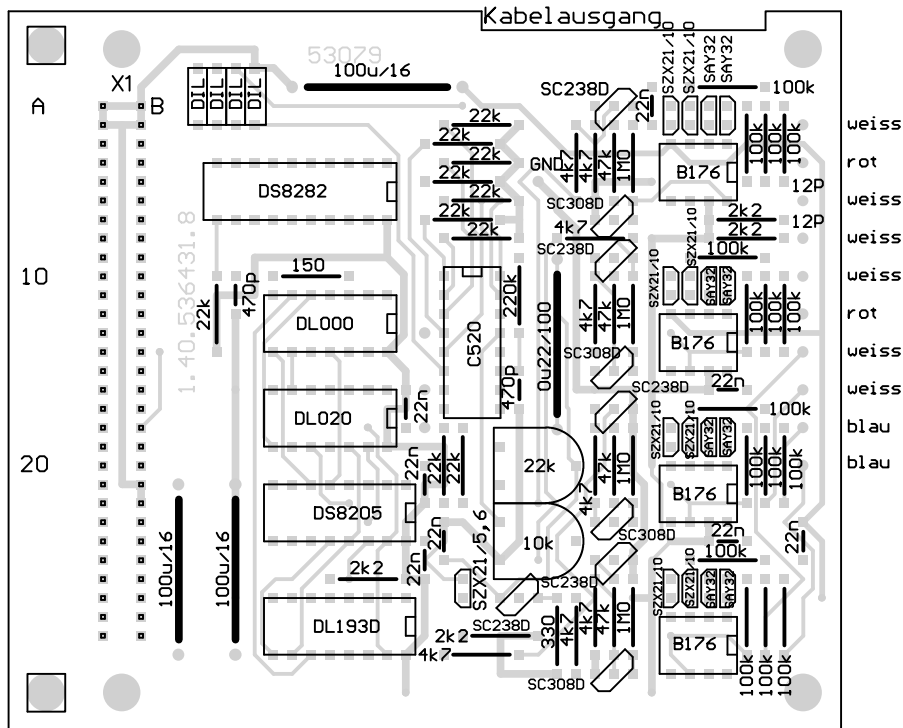 Kabelausgang
53079
100u/16
SZX21/10
SZX21/10
SAY32
SAY32
X1
A
B
DIL
DIL
DIL
DIL
SC238D
22n
100k
22k
22k
22k
22k
22k
22k
22k
GND
4k7
4k7
47k
1M0
B176
100k
100k
100k
weiss
rot
12P
weiss
12P
weiss
DS8282
SC308D
4k7
SC238D
2k2
2k2
SZX21/10
100k
1.40.536431.8
10
150
22k
470p
DL000
C520
220k
0u22/100
4k7
47k
1M0
SZX21/10
SAY32
SAY32
B176
100k
100k
100k
weiss
rot
weiss
SC308D
470p
22n
SC238D
weiss
DL020
22n
100k
SZX21/10
SZX21/10
SAY32
SAY32
blau
20
22n
22k
22k
22k
4k7
47k
1M0
B176
100k
100k
100k
blau
DS8205
22n
10k
SC308D
22n
22n
100u/16
100u/16
2k2
22n
SZX21/5,6
SC238D
100k
SZX21/10
SZX21/10
SAY32
SAY32
DL193D
2k2
SC238D
4k7
330
4k7
4k7
47k
1M0
B176
SC308D
100k
100k
100k